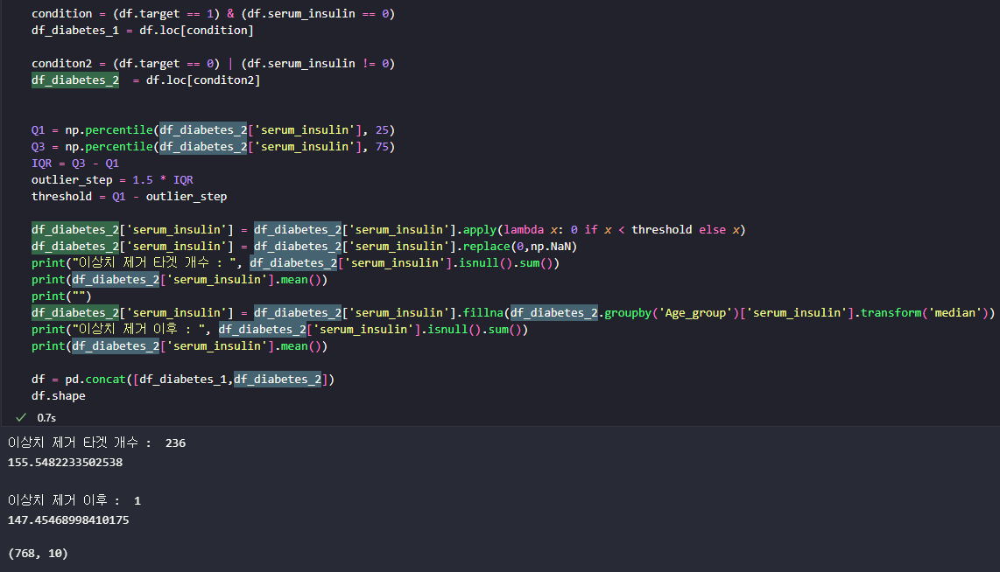 condition = (df.target == 1) & (df.serum_insulin == 0)
df_diabetes_1 = df.loc[condition]
conditon2 = (df.target == 0) | (df.serum_insulin != 0)
df_diabetes_2  = df.loc[conditon2]
Q1 = np.percentile(df_diabetes_2['serum_insulin'], 25)
Q3 = np.percentile(df_diabetes_2['serum_insulin'], 75)
IQR = Q3 - Q1
outlier_step = 1.5 * IQR
threshold = Q1 - outlier_step
df_diabetes_2['serum_insulin'] = df_diabetes_2['serum_insulin'].apply(lambda x: 0 if x < threshold else x)
df_diabetes_2['serum_insulin'] = df_diabetes_2['serum_insulin'].replace(0,np.NaN)
print("이상치 제거 타겟 개수 : ", df_diabetes_2['serum_insulin'].isnull().sum())
print(df_diabetes_2['serum_insulin'].mean())
print("")
df_diabetes_2['serum_insulin'] = df_diabetes_2['serum_insulin'].fillna(df_diabetes_2.groupby('Age_group')['serum_insulin'].transform('median'))
print("이상치 제거 이후 : ", df_diabetes_2['serum_insulin'].isnull().sum())
print(df_diabetes_2['serum_insulin'].mean())
df = pd.concat([df_diabetes_1,df_diabetes_2])
df.shape
✓ 0.7s
이상치 제거 타겟 개수 :  236
155.5482233502538
이상치 제거 이후 :  1
147.45468998410175
(768, 10)